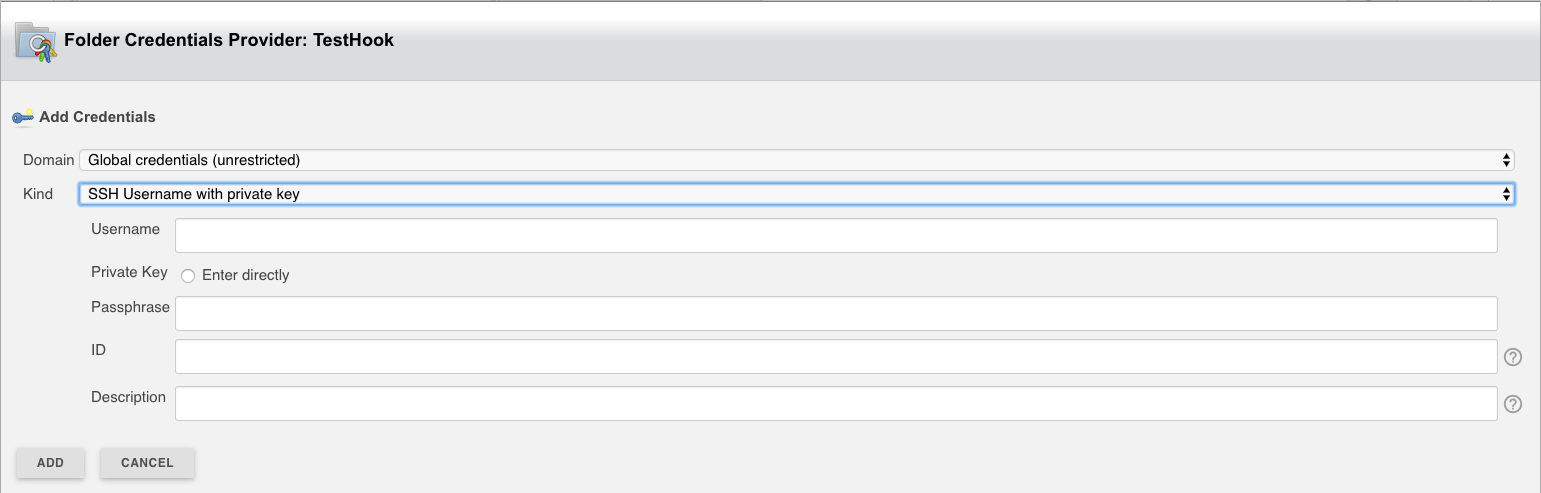 Folder Credentials Provider: TestHook
Add Credentials
Domain Global credentials (unrestricted)
Kind SSH Username with private key
Username
Private Key Enter directly
Passphrase
ID
Description
ADD CANCEL